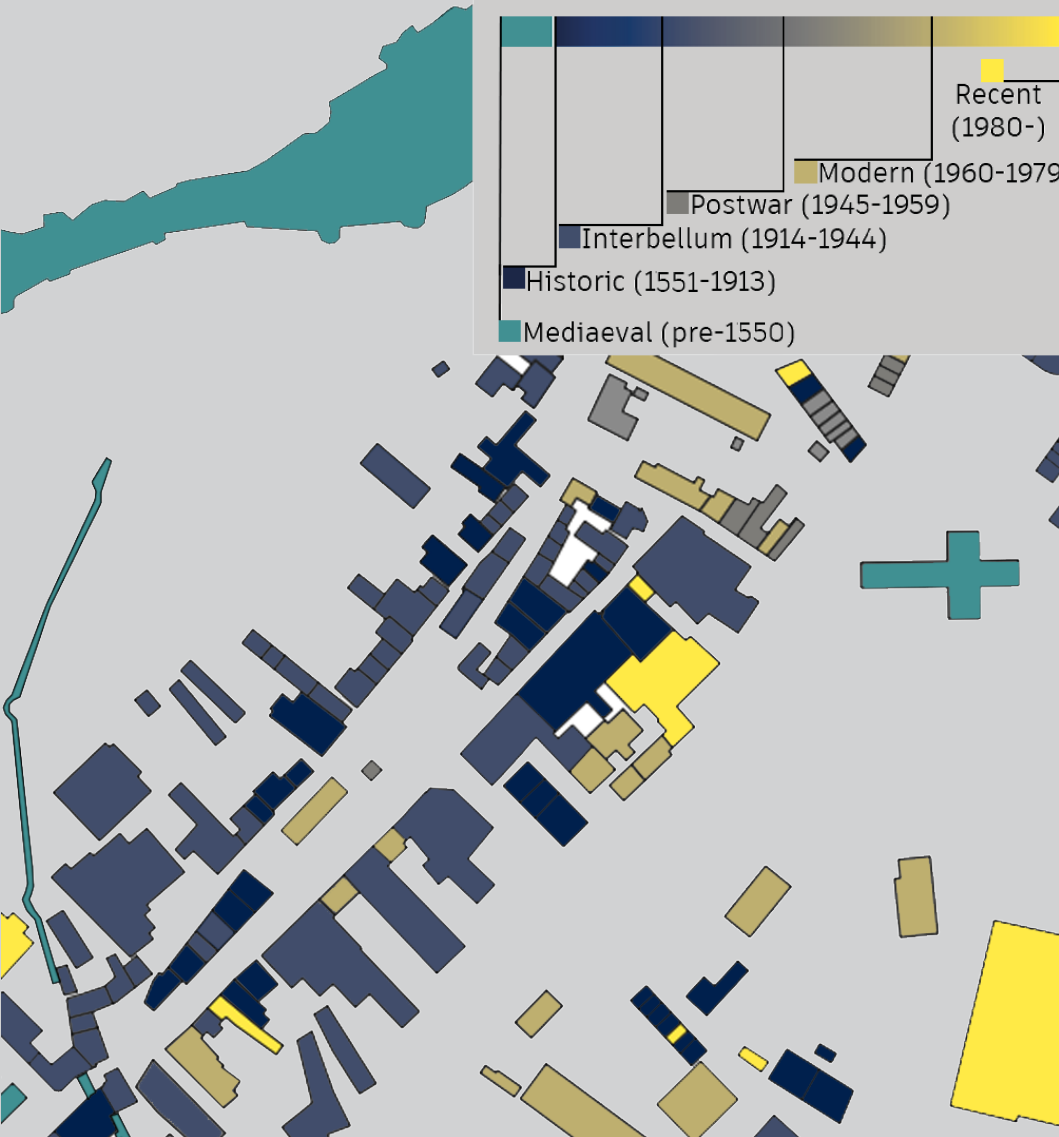 Recent
(1980-)
Modern (1960-1979
Postwar (1945-1959)
Interbellum (1914-1944)
Historic (1551-1913)
Mediaeval (pre-1550)